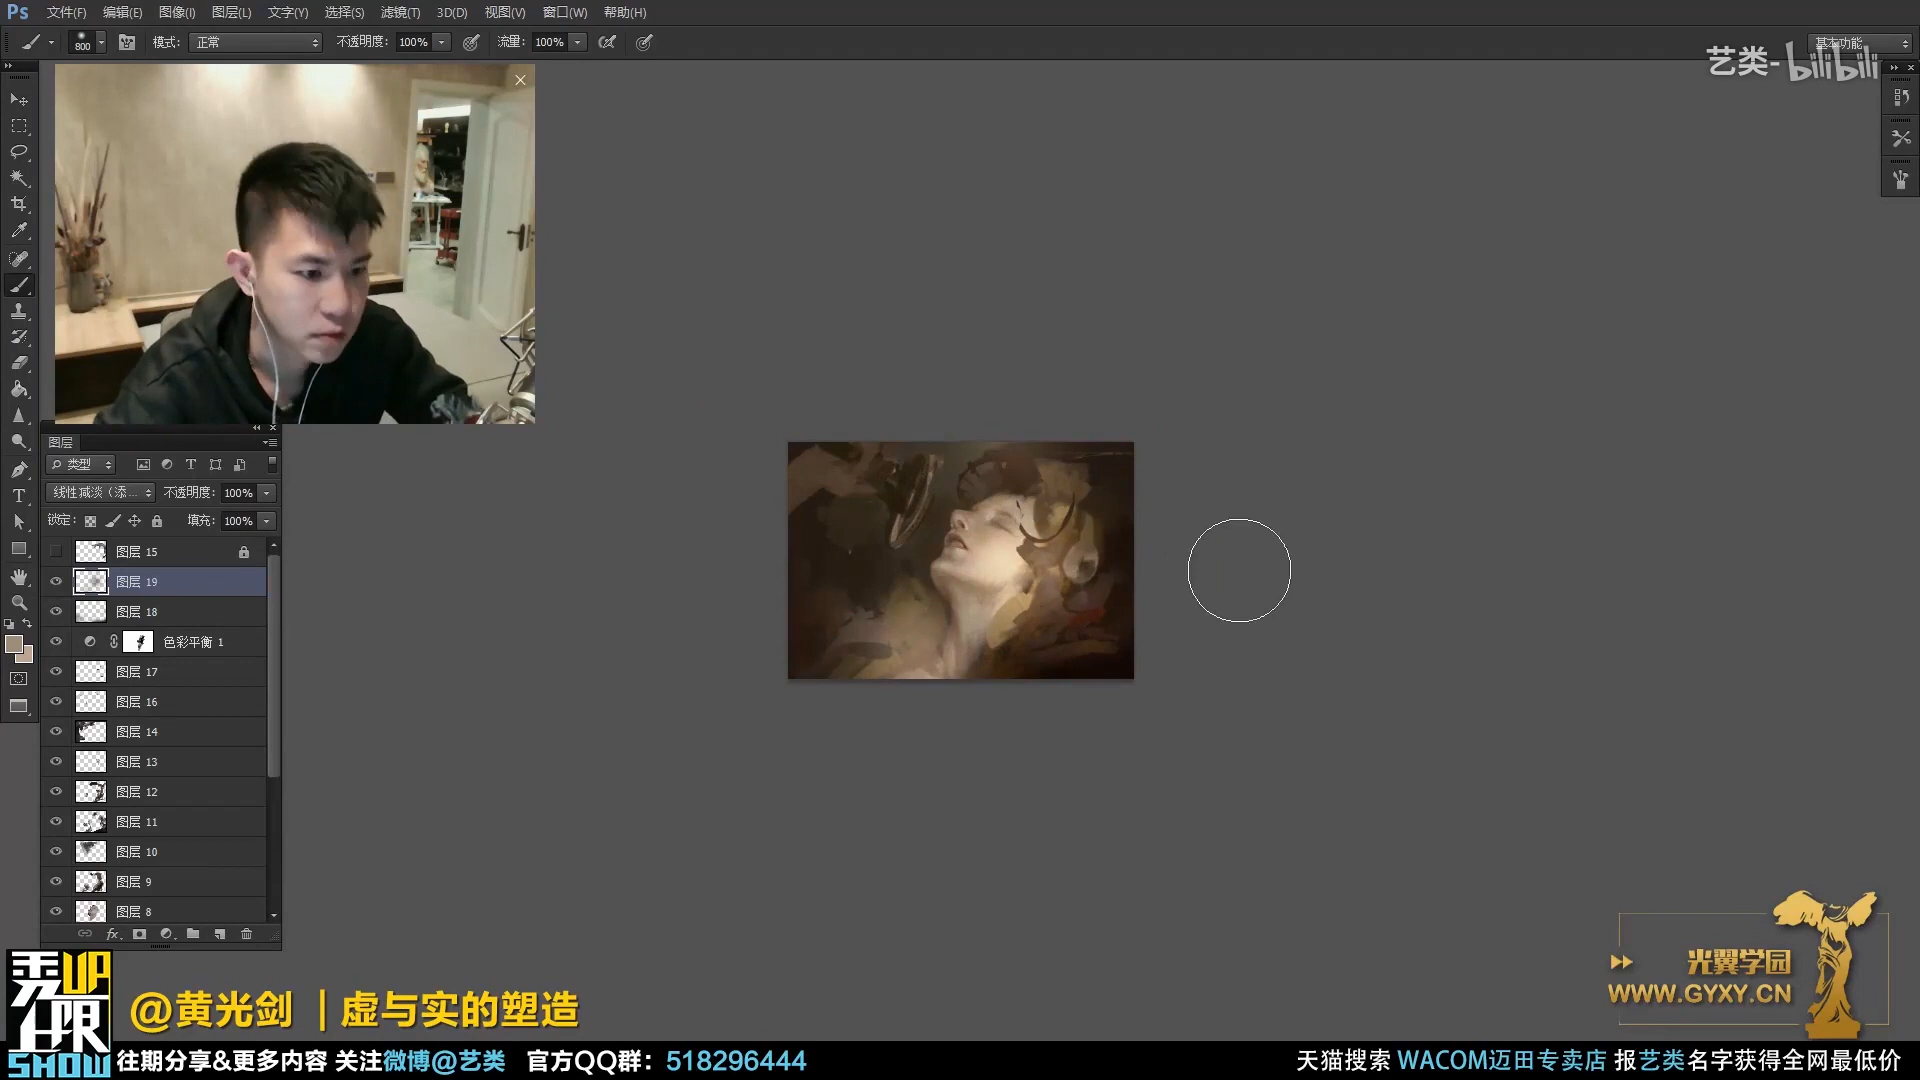 Ps 文件(F) 编辑(E) 图像(I) 图层(L) 文字(Y) 选择(S) 滤镜(T) 3D(D) 视图(V) 窗口(W) 帮助(H)
800 模式: 正常 不透明度: 100% 流量: 100% 基本功能
艺类-bilibili
图层
类型
线性减淡（添... 不透明度: 100%
锁定: 填充: 100%
图层 15
图层 19
图层 18
色彩平衡 1
图层 17
图层 16
图层 14
图层 13
图层 12
图层 11
图层 10
图层 9
图层 8
光翼学园
WWW.GYXY.CN
UP
SHOW
@黄光剑 | 虚与实的塑造
往期分享&更多内容 关注微博@艺类 官方QQ群：518296444
天猫搜索 WACOM迈田专卖店 报艺类名字获得全网最低价